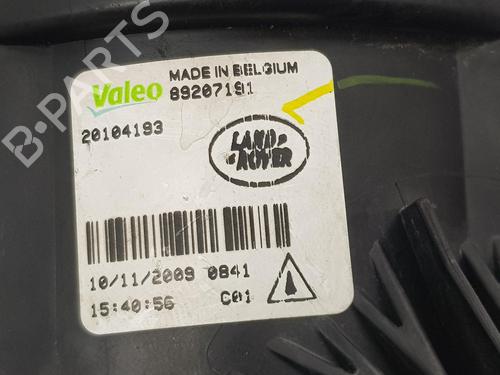 B-PARTS
Valeo
MADE IN BELGIUM
89207191
20104193
LAND-
ROVER
10/11/2009 0841
15:40:56
C01